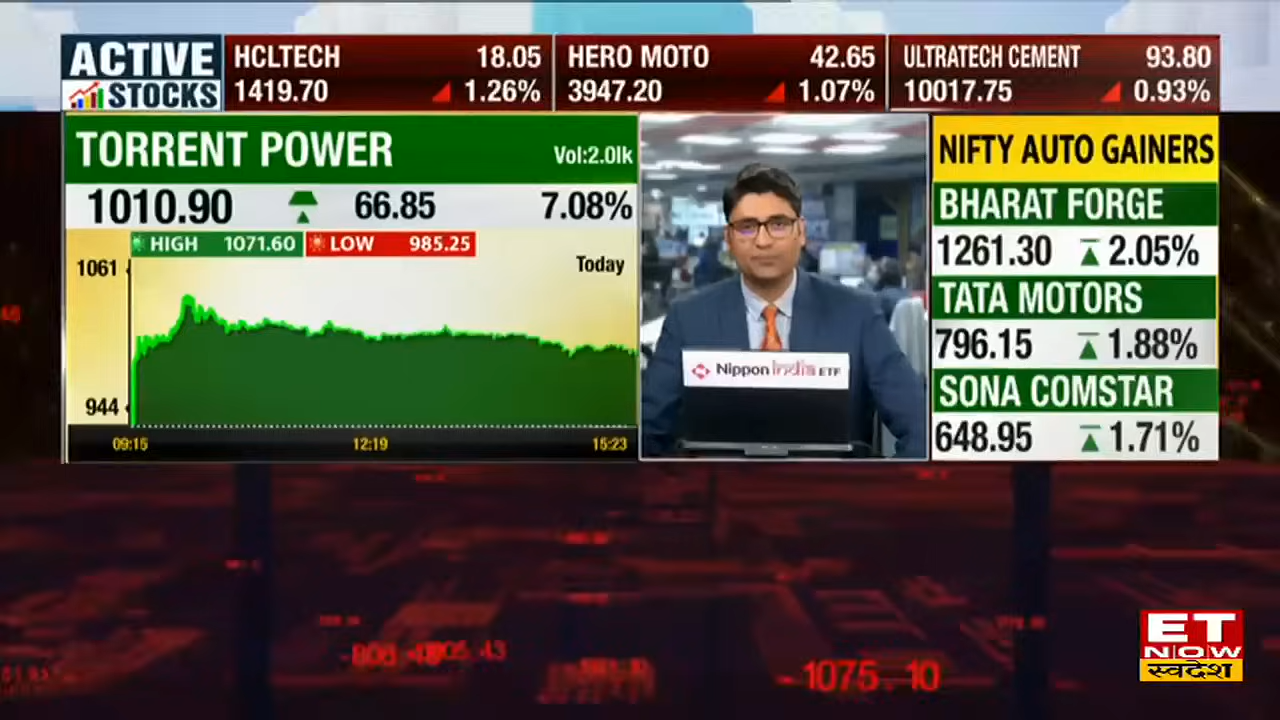 ACTIVE
STOCKS
HCLTECH 18.05
1419.70 1.26%
HERO MOTO 42.65
3947.20 1.07%
ULTRATECH CEMENT 93.80
10017.75 0.93%
TORRENT POWER Vol:2.0lk
1010.90 66.85 7.08%
HIGH 1071.60 LOW 985.25
Today
1061
944
09:15 12:19 15:23
Nippon india ETF
NIFTY AUTO GAINERS
BHARAT FORGE
1261.30 2.05%
TATA MOTORS
796.15 1.88%
SONA COMSTAR
648.95 1.71%
-1075.10
ET
NOW
स्वदेश